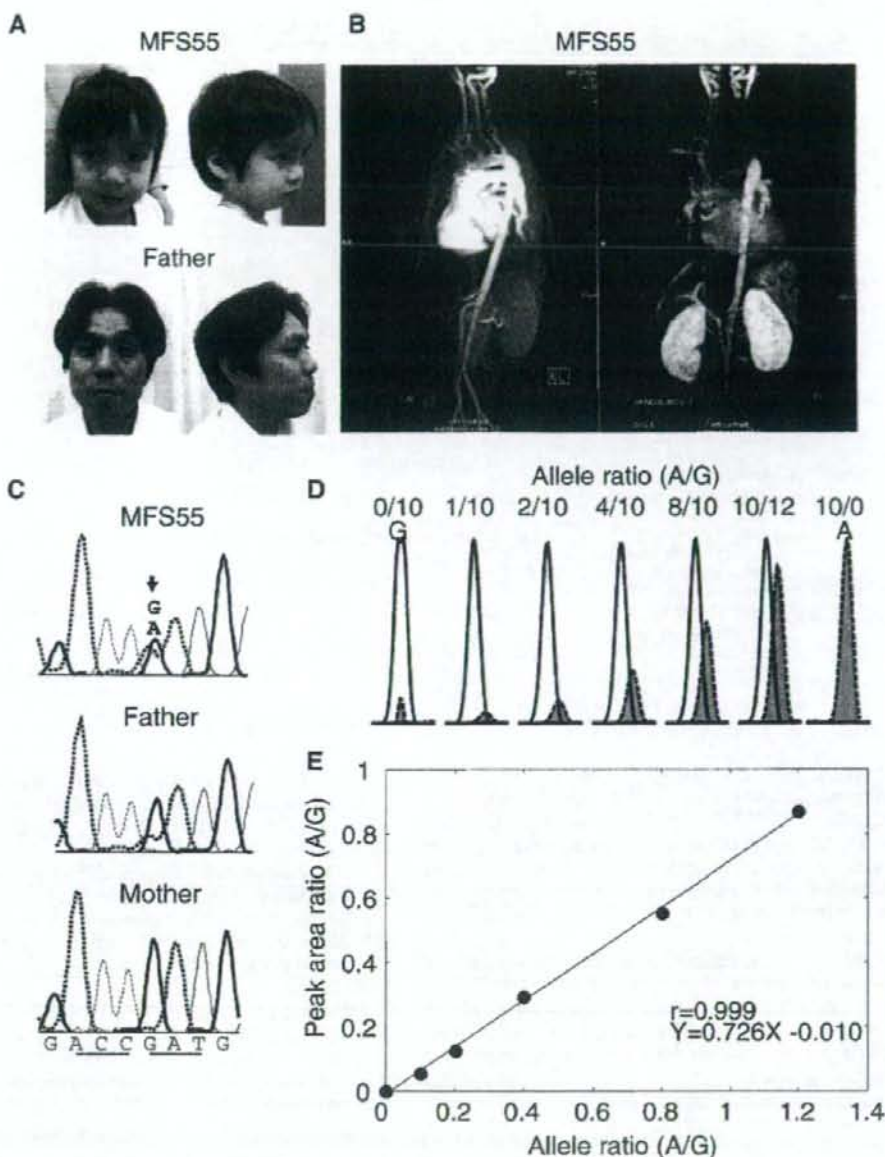 A
MFS55
B
MFS55
Father
C
MFS55
G
A
Father
Mother
G A C C G A T G
D
Allele ratio (A/G)
0/10 1/10 2/10 4/10 8/10 10/12 10/0
G A
E
Peak area ratio (A/G)
1
0.8
0.6
0.4
0.2
0
r=0.999
Y=0.726X -0.010
0 0.2 0.4 0.6 0.8 1 1.2 1.4
Allele ratio (A/G)